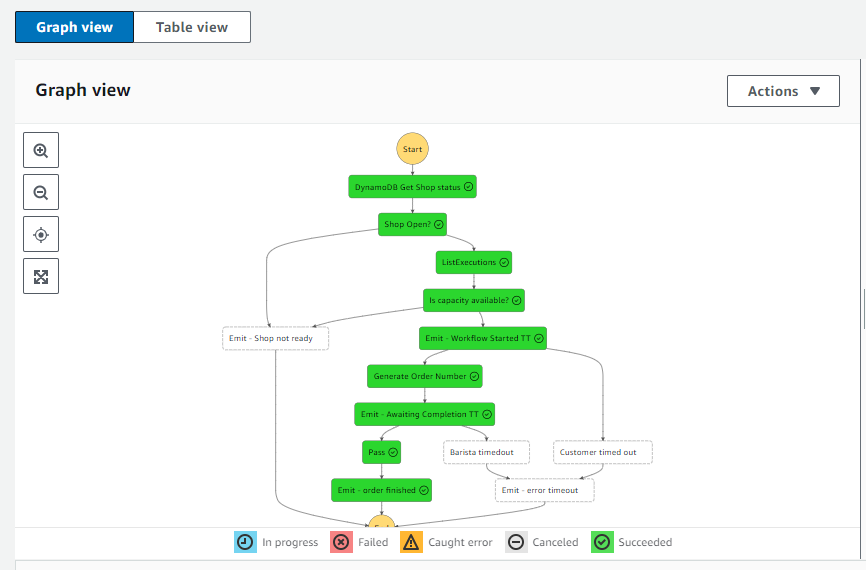 Graph view
Table view
Graph view
Actions
Start
DynamoDB Get Shop status
Shop Open?
ListExecutions
Is capacity available?
Emit - Shop not ready
Emit - Workflow Started TT
Generate Order Number
Emit - Awaiting Completion TT
Pass
Barista timedout
Customer timed out
Emit - order finished
Emit - error timeout
In progress
Failed
Caught error
Canceled
Succeeded